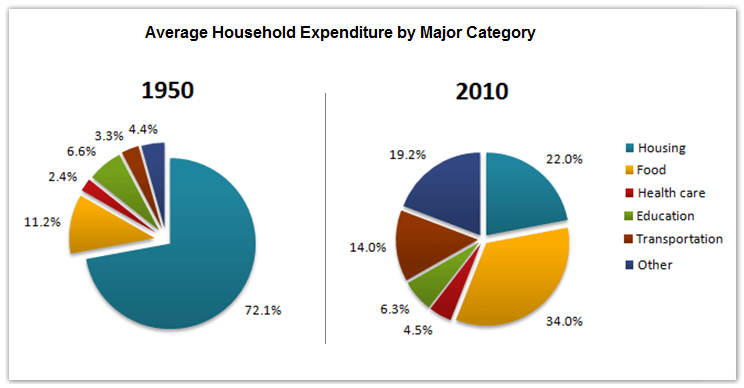 Average Household Expenditure by Major Category
1950
3.3%
4.4%
6.6%
2.4%
11.2%
72.1%
2010
19.2%
22.0%
14.0%
6.3%
4.5%
34.0%
Housing
Food
Health care
Education
Transportation
Other